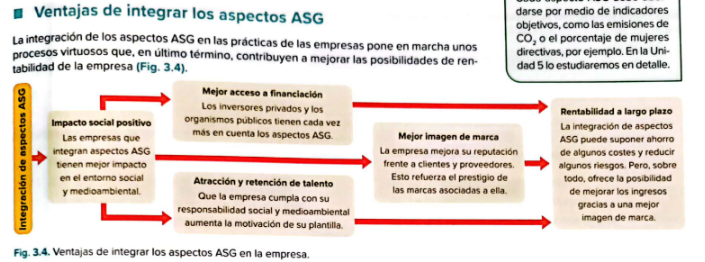 Ventajas de integrar los aspectos ASG
La integración de los aspectos ASG en las prácticas de las empresas pone en marcha unos
procesos virtuosos que, en último término, contribuyen a mejorar las posibilidades de ren-
tabilidad de la empresa (Fig. 3.4).
darse por medio de indicadores
objetivos, como las emisiones de
CO₂ o el porcentaje de mujeres
directivas, por ejemplo. En la Uni-
dad 5 lo estudiaremos en detalle.
Integración de aspectos ASG
Impacto social positivo
Las empresas que
integran aspectos ASG
tienen mejor impacto
en el entorno social
y medioambiental.
Mejor acceso a financiación
Los inversores privados y los
organismos públicos tienen cada vez
más en cuenta los aspectos ASG.
Atracción y retención de talento
Que la empresa cumpla con su
responsabilidad social y medioambiental
aumenta la motivación de su plantilla.
Mejor imagen de marca
La empresa mejora su reputación
frente a clientes y proveedores.
Esto refuerza el prestigio de
las marcas asociadas a ella.
Rentabilidad a largo plazo
La integración de aspectos
ASG puede suponer ahorro
de algunos costes y reducir
algunos riesgos. Pero, sobre
todo, ofrece la posibilidad
de mejorar los ingresos
gracias a una mejor
imagen de marca.
Fig. 3.4. Ventajas de integrar los aspectos ASG en la empresa.